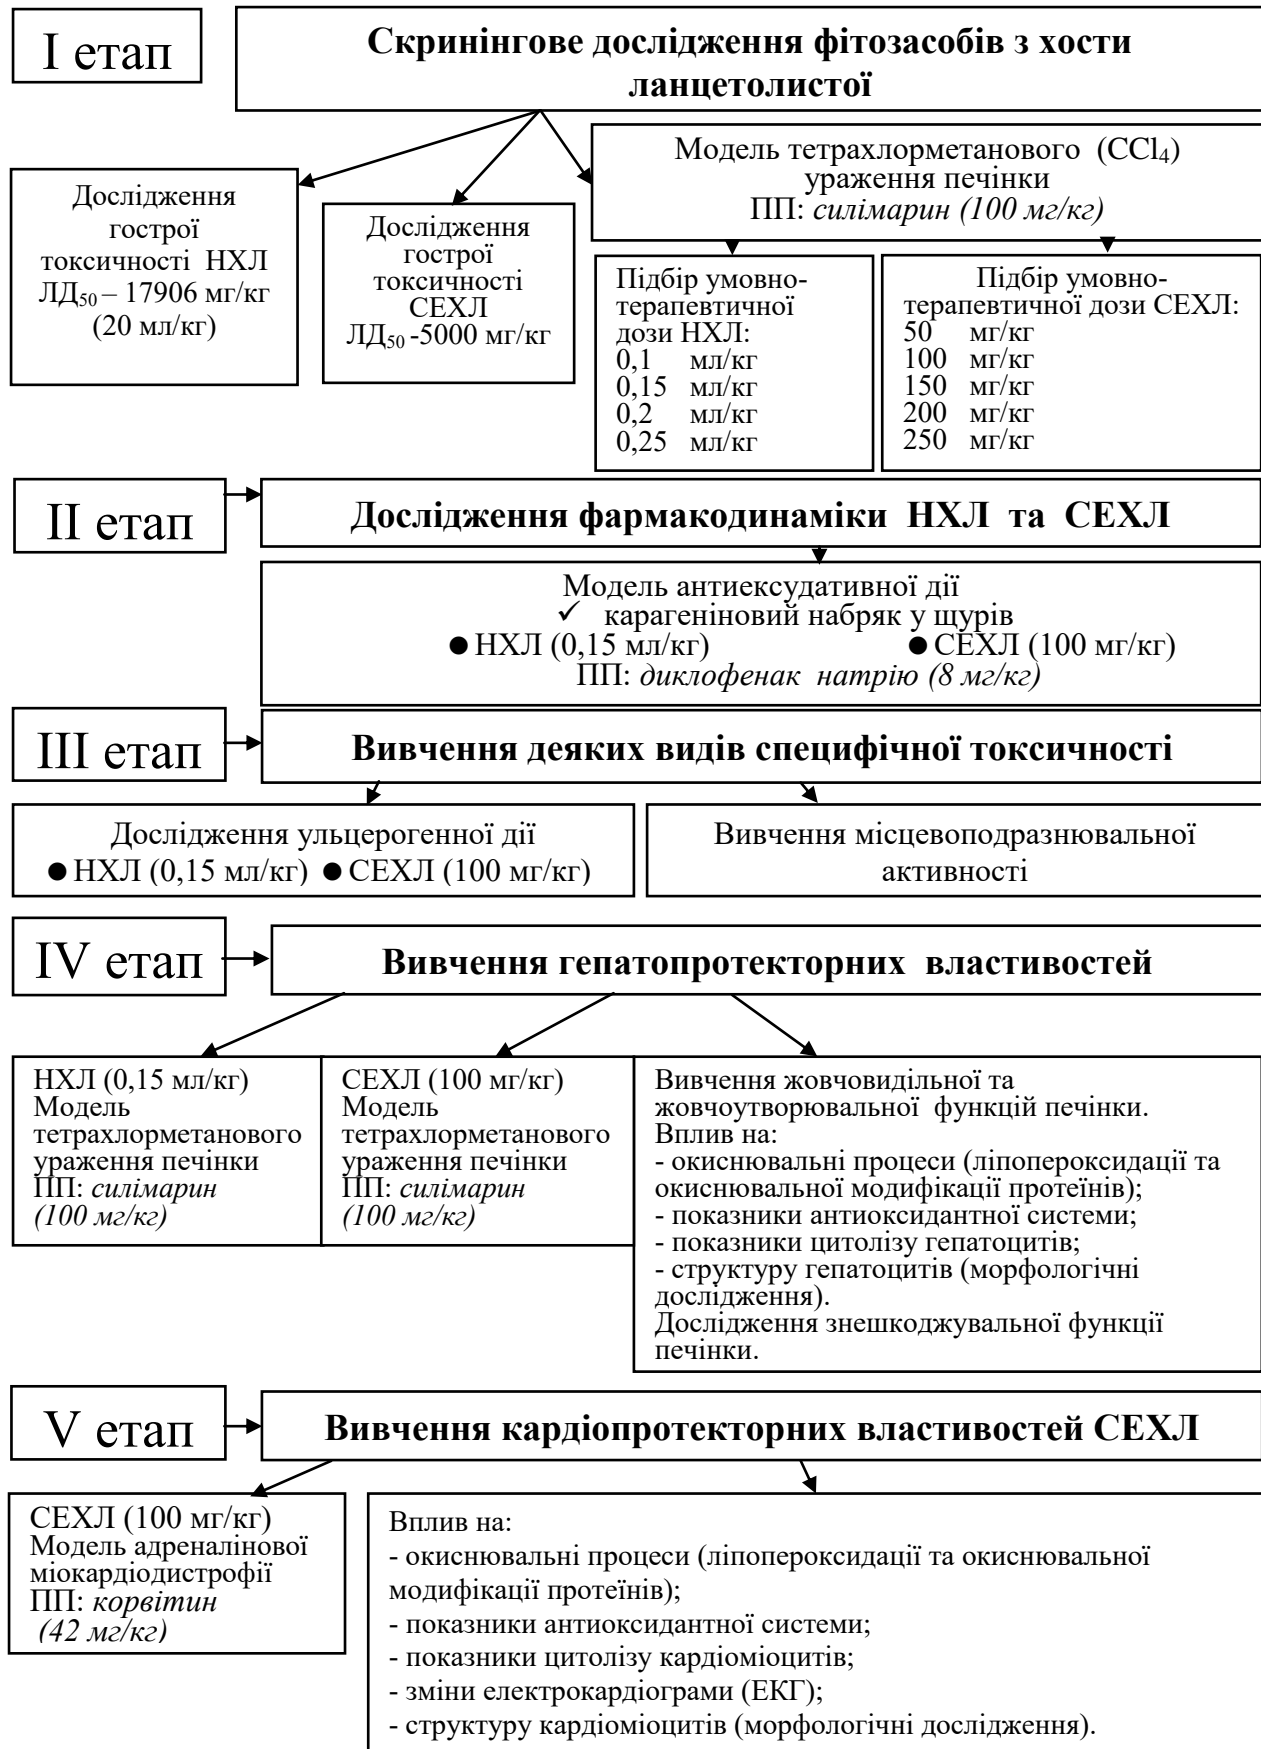 I етап
Скринінгове дослідження фітозасобів з хости
ланцетолистої
Дослідження
гострої
токсичності НХЛ
ЛД₅₀ – 17906 мг/кг
(20 мл/кг)
Дослідження
гострої
токсичності
СЕХЛ
ЛД₅₀ -5000 мг/кг
Модель тетрахлорметанового (CCl₄)
ураження печінки
ПП: силімарин (100 мг/кг)
Підбір умовно-
терапевтичної
дози НХЛ:
0,1 мл/кг
0,15 мл/кг
0,2 мл/кг
0,25 мл/кг
Підбір умовно-
терапевтичної дози СЕХЛ:
50 мг/кг
100 мг/кг
150 мг/кг
200 мг/кг
250 мг/кг
II етап
Дослідження фармакодинаміки НХЛ та СЕХЛ
Модель антиексудативної дії
✓ карагеніновий набряк у щурів
● НХЛ (0,15 мл/кг) ● СЕХЛ (100 мг/кг)
ПП: диклофенак натрію (8 мг/кг)
III етап
Вивчення деяких видів специфічної токсичності
Дослідження ульцерогенної дії
● НХЛ (0,15 мл/кг) ● СЕХЛ (100 мг/кг)
Вивчення місцевоподразнювальної
активності
IV етап
Вивчення гепатопротекторних властивостей
НХЛ (0,15 мл/кг)
Модель
тетрахлорметанового
ураження печінки
ПП: силімарин
(100 мг/кг)
СЕХЛ (100 мг/кг)
Модель
тетрахлорметанового
ураження печінки
ПП: силімарин
(100 мг/кг)
Вивчення жовчовидільної та
жовчоутворювальної функцій печінки.
Вплив на:
- окиснювальні процеси (ліпопероксидації та
окиснювальної модифікації протеїнів);
- показники антиоксидантної системи;
- показники цитолізу гепатоцитів;
- структуру гепатоцитів (морфологічні
дослідження).
Дослідження знешкоджувальної функції
печінки.
V етап
Вивчення кардіопротекторних властивостей СЕХЛ
СЕХЛ (100 мг/кг)
Модель адреналінової
міокардіодистрофії
ПП: корвітин
(42 мг/кг)
Вплив на:
- окиснювальні процеси (ліпопероксидації та окиснювальної
модифікації протеїнів);
- показники антиоксидантної системи;
- показники цитолізу кардіоміоцитів;
- зміни електрокардіограми (ЕКГ);
- структуру кардіоміоцитів (морфологічні дослідження).